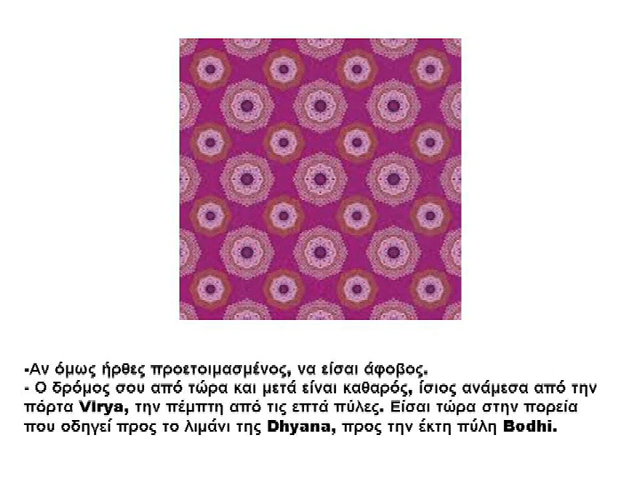 -Αν όμως ήρθες προετοιμασμένος, να είσαι άφοβος.
- Ο δρόμος σου από τώρα και μετά είναι καθαρός, ίσιος ανάμεσα από την
πόρτα Virya, την πέμπτη από τις επτά πύλες. Είσαι τώρα στην πορεία
που οδηγεί προς το λιμάνι της Dhyana, προς την έκτη πύλη Bodhi.